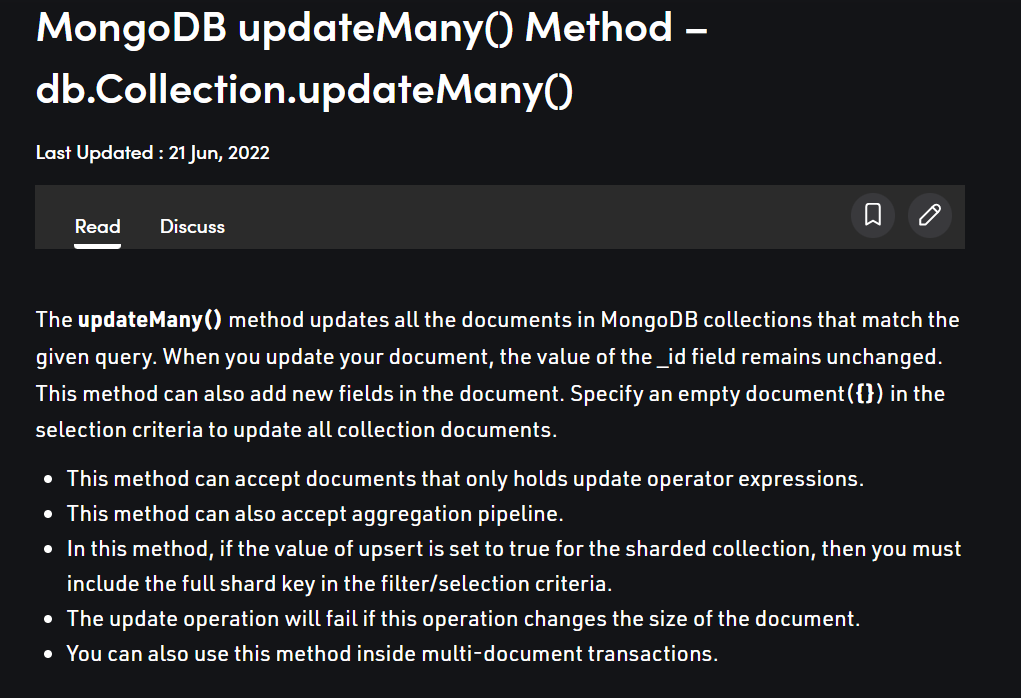 MongoDB updateMany() Method –
db.Collection.updateMany()
Last Updated : 21 Jun, 2022
Read Discuss
The updateMany() method updates all the documents in MongoDB collections that match the
given query. When you update your document, the value of the _id field remains unchanged.
This method can also add new fields in the document. Specify an empty document({}) in the
selection criteria to update all collection documents.
• This method can accept documents that only holds update operator expressions.
• This method can also accept aggregation pipeline.
• In this method, if the value of upsert is set to true for the sharded collection, then you must
include the full shard key in the filter/selection criteria.
• The update operation will fail if this operation changes the size of the document.
• You can also use this method inside multi-document transactions.